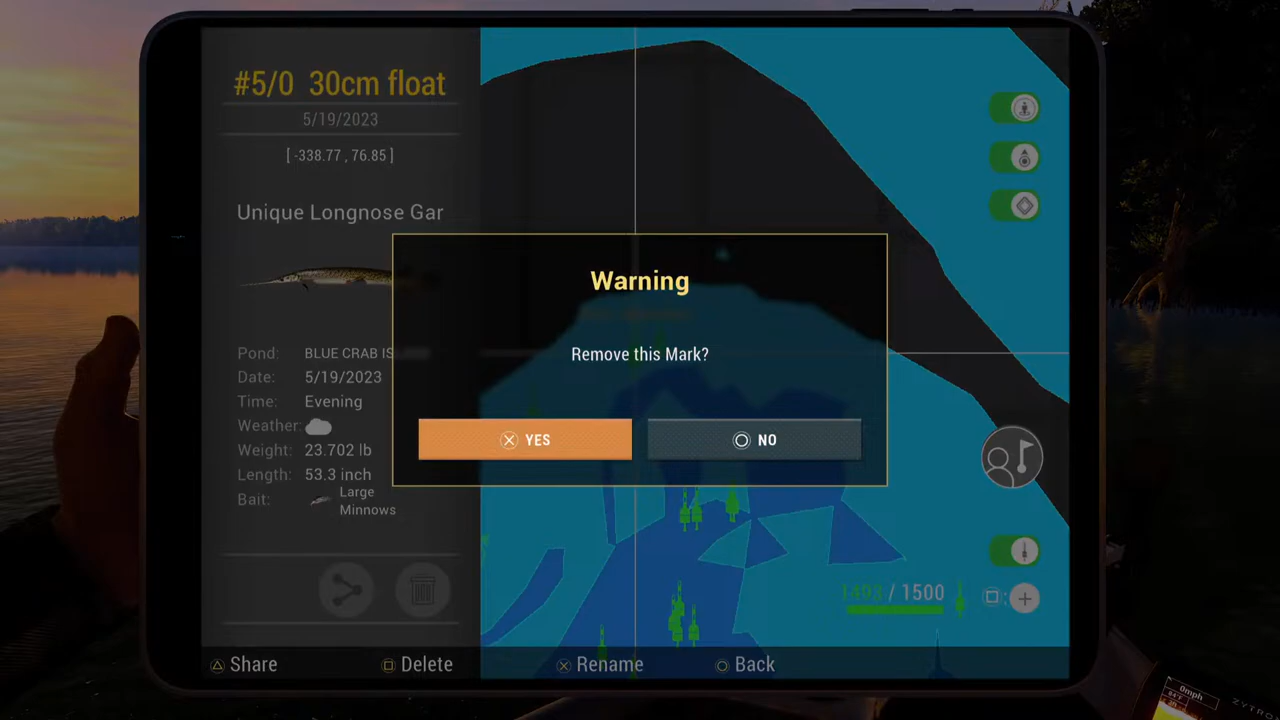 #5/0 30cm float
5/19/2023
[ -338.77 , 76.85 ]
Unique Longnose Gar
Warning
Remove this Mark?
YES
NO
Pond: BLUE CRAB IS
Date: 5/19/2023
Time: Evening
Weather:
Weight: 23.702 lb
Length: 53.3 inch
Bait: Large
Minnows
1403 / 1500
Share
Delete
Rename
Back
0mph